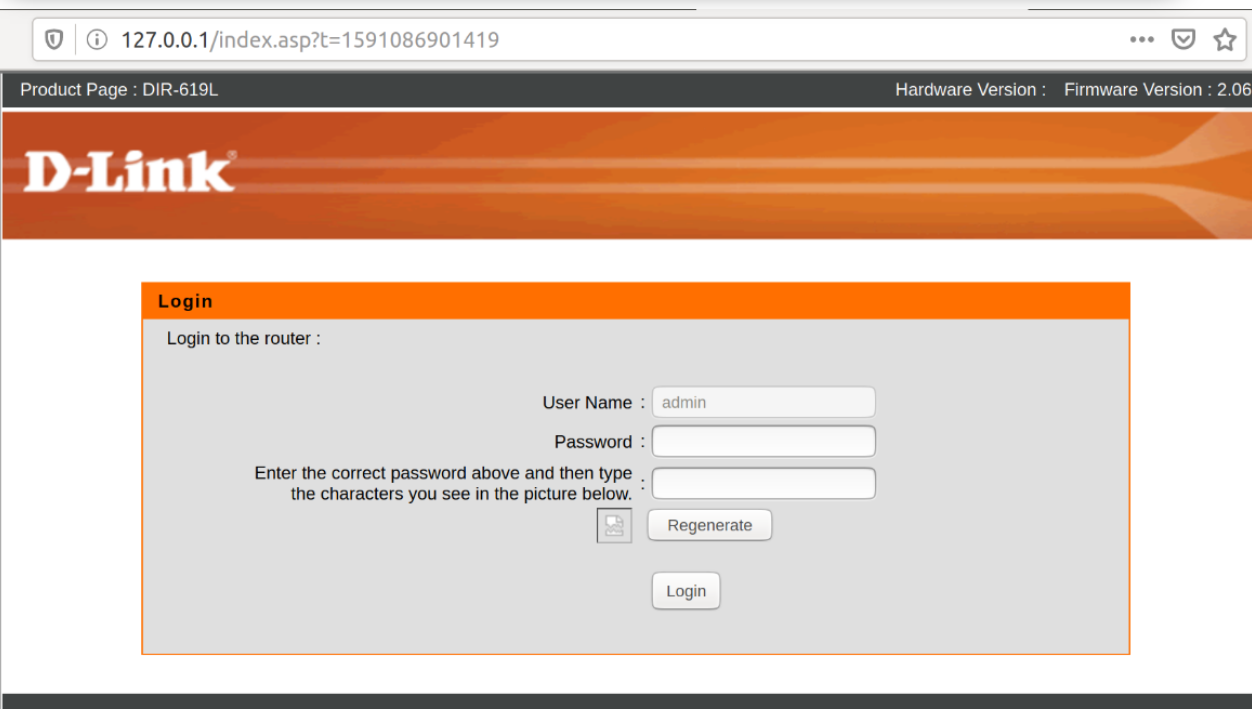 127.0.0.1/index.asp?t=1591086901419
Product Page : DIR-619L Hardware Version : Firmware Version : 2.06
D-Link®
Login
Login to the router :
User Name : admin
Password :
Enter the correct password above and then type
the characters you see in the picture below. :
Regenerate
Login